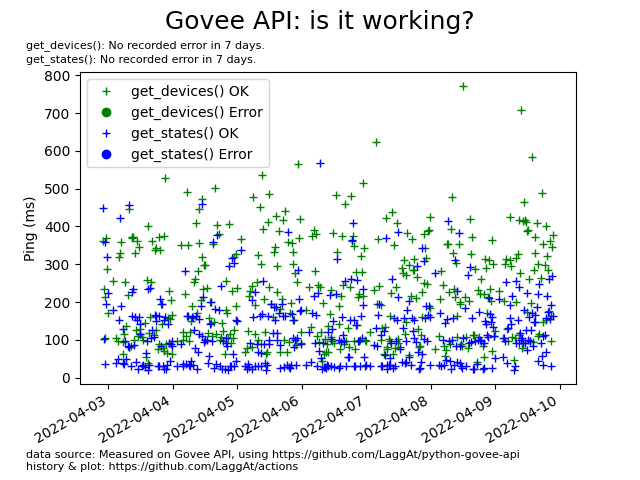 Govee API: is it working?
get_devices(): No recorded error in 7 days.
get_states(): No recorded error in 7 days.
get_devices() OK
get_devices() Error
get_states() OK
get_states() Error
Ping (ms)
800
700
600
500
400
300
200
100
0
2022-04-03
2022-04-04
2022-04-05
2022-04-06
2022-04-07
2022-04-08
2022-04-09
2022-04-10
data source: Measured on Govee API, using https://github.com/LaggAt/python-govee-api
history & plot: https://github.com/LaggAt/actions